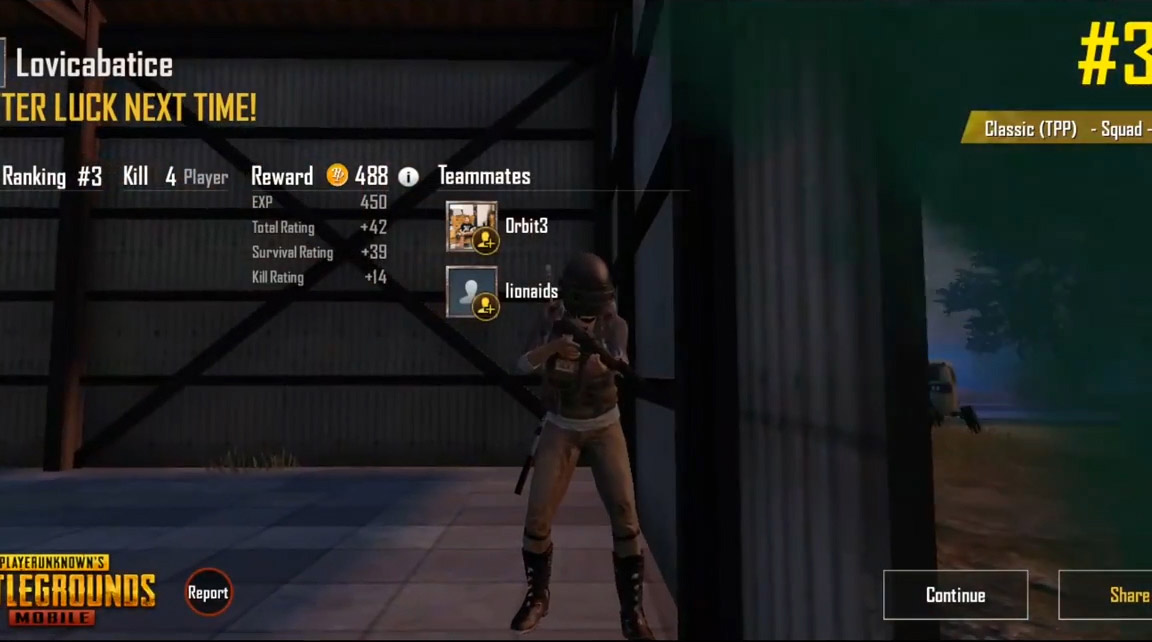 Lovicabatice
#3
TER LUCK NEXT TIME!
Classic (TPP) - Squad -
Ranking #3 Kill 4 Player
Reward 488 i
Teammates
EXP 450
Total Rating +42
Survival Rating +39
Kill Rating +14
Orbit3
lionaids
PLAYERUNKNOWN'S
TLEGROUNDS
MOBILE
Report
Continue
Share